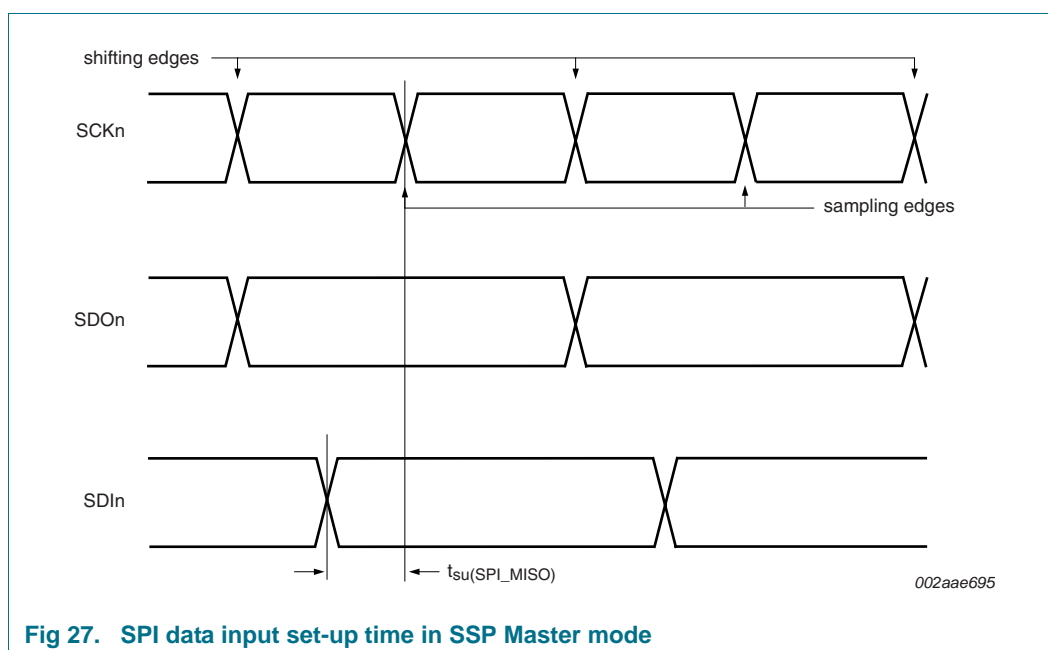 shifting edges
SCKn
sampling edges
SDOn
SDIn
tsu(SPI_MISO)
002aae695
Fig 27. SPI data input set-up time in SSP Master mode